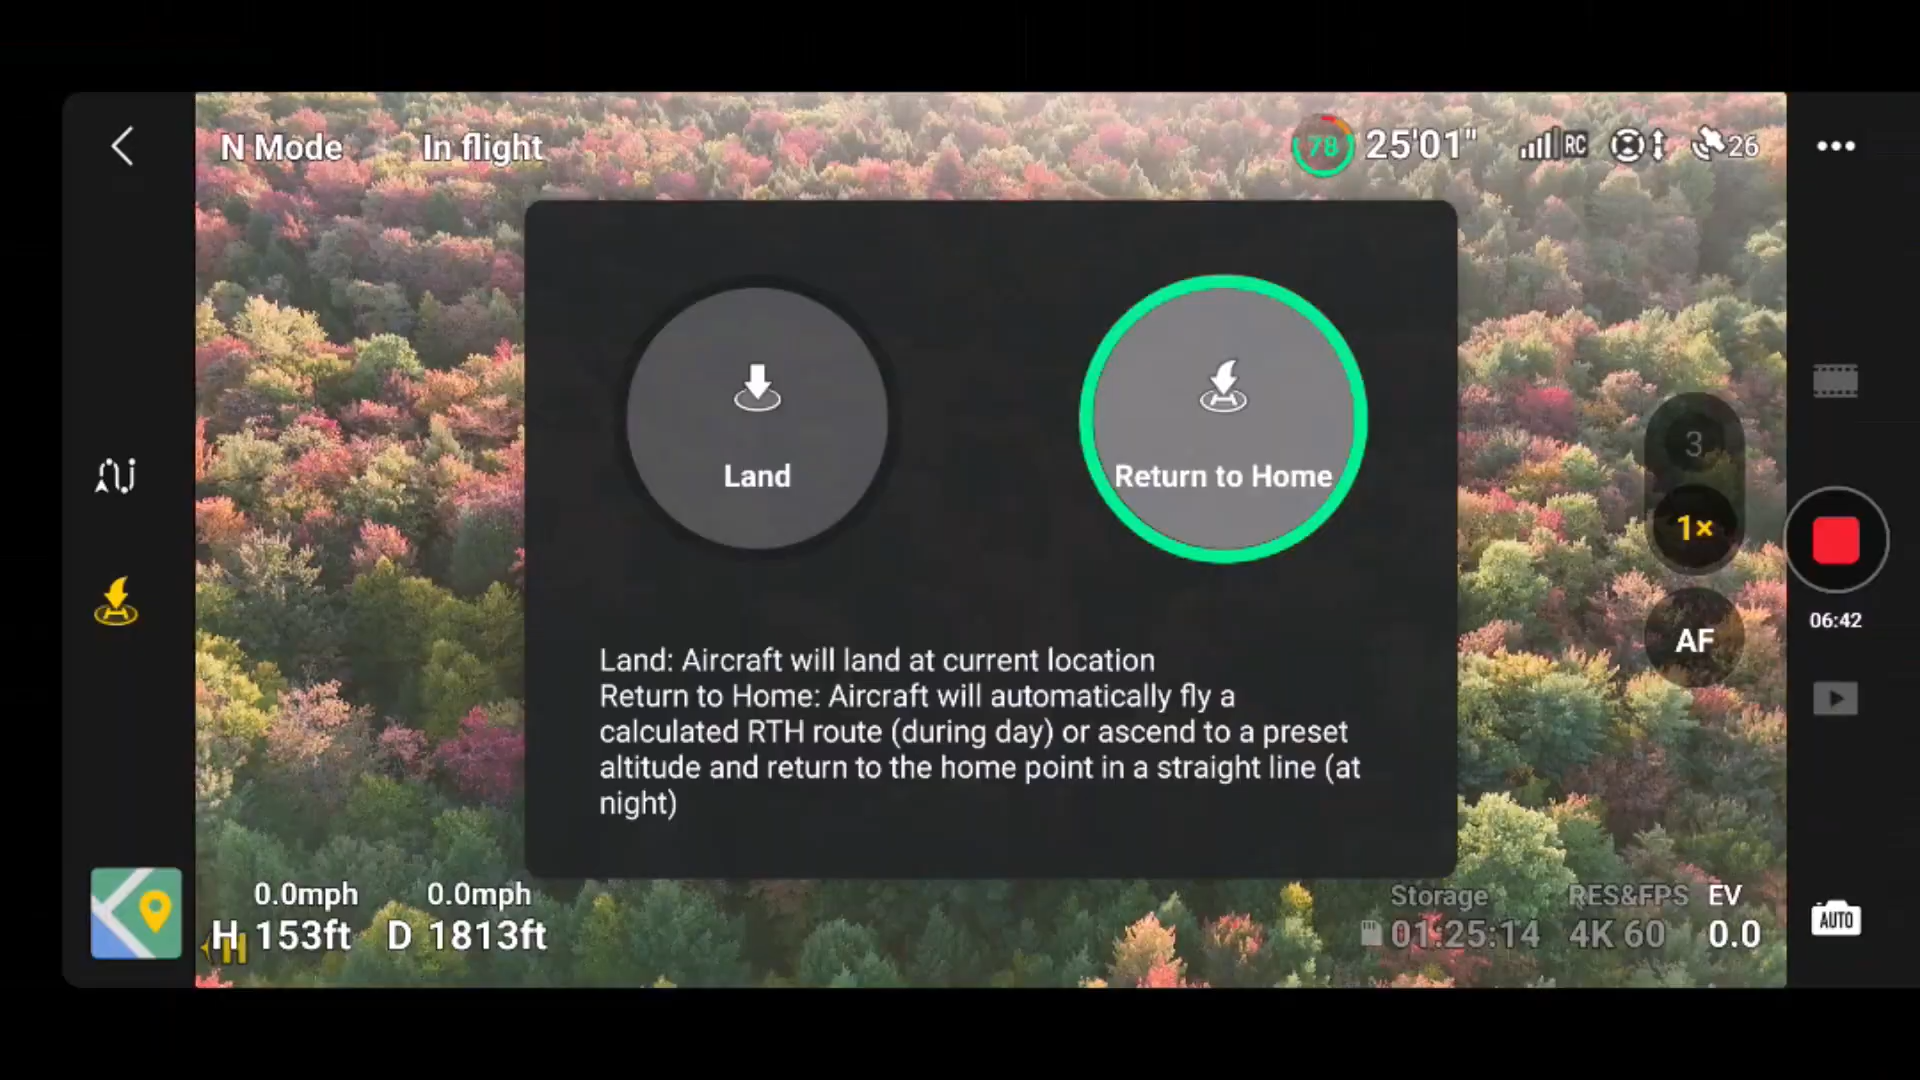 N Mode In flight
78 25'01" RC 26
Land
Return to Home
Land: Aircraft will land at current location
Return to Home: Aircraft will automatically fly a
calculated RTH route (during day) or ascend to a preset
altitude and return to the home point in a straight line (at
night)
3
1×
AF
06:42
0.0mph 0.0mph
H 153ft D 1813ft
H
Storage RES&FPS EV
01:25:14 4K 60 0.0
AUTO